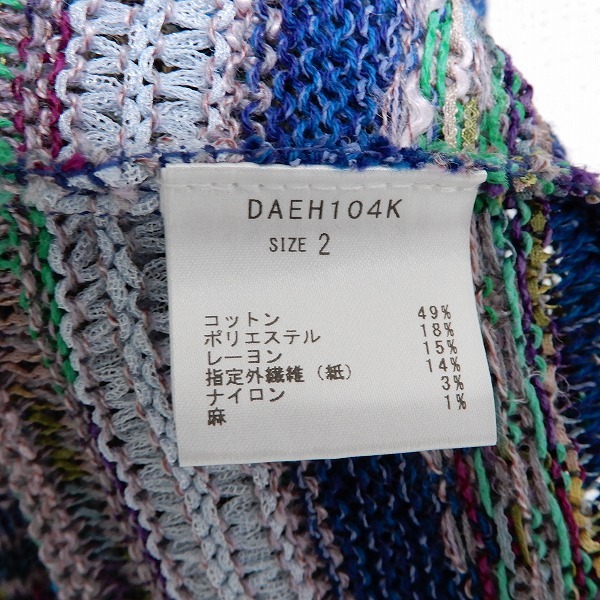 DAEH104K
SIZE 2
コットン 49%
ポリエステル 18%
レーヨン 15%
指定外繊維(紙) 14%
ナイロン 3%
麻 1%